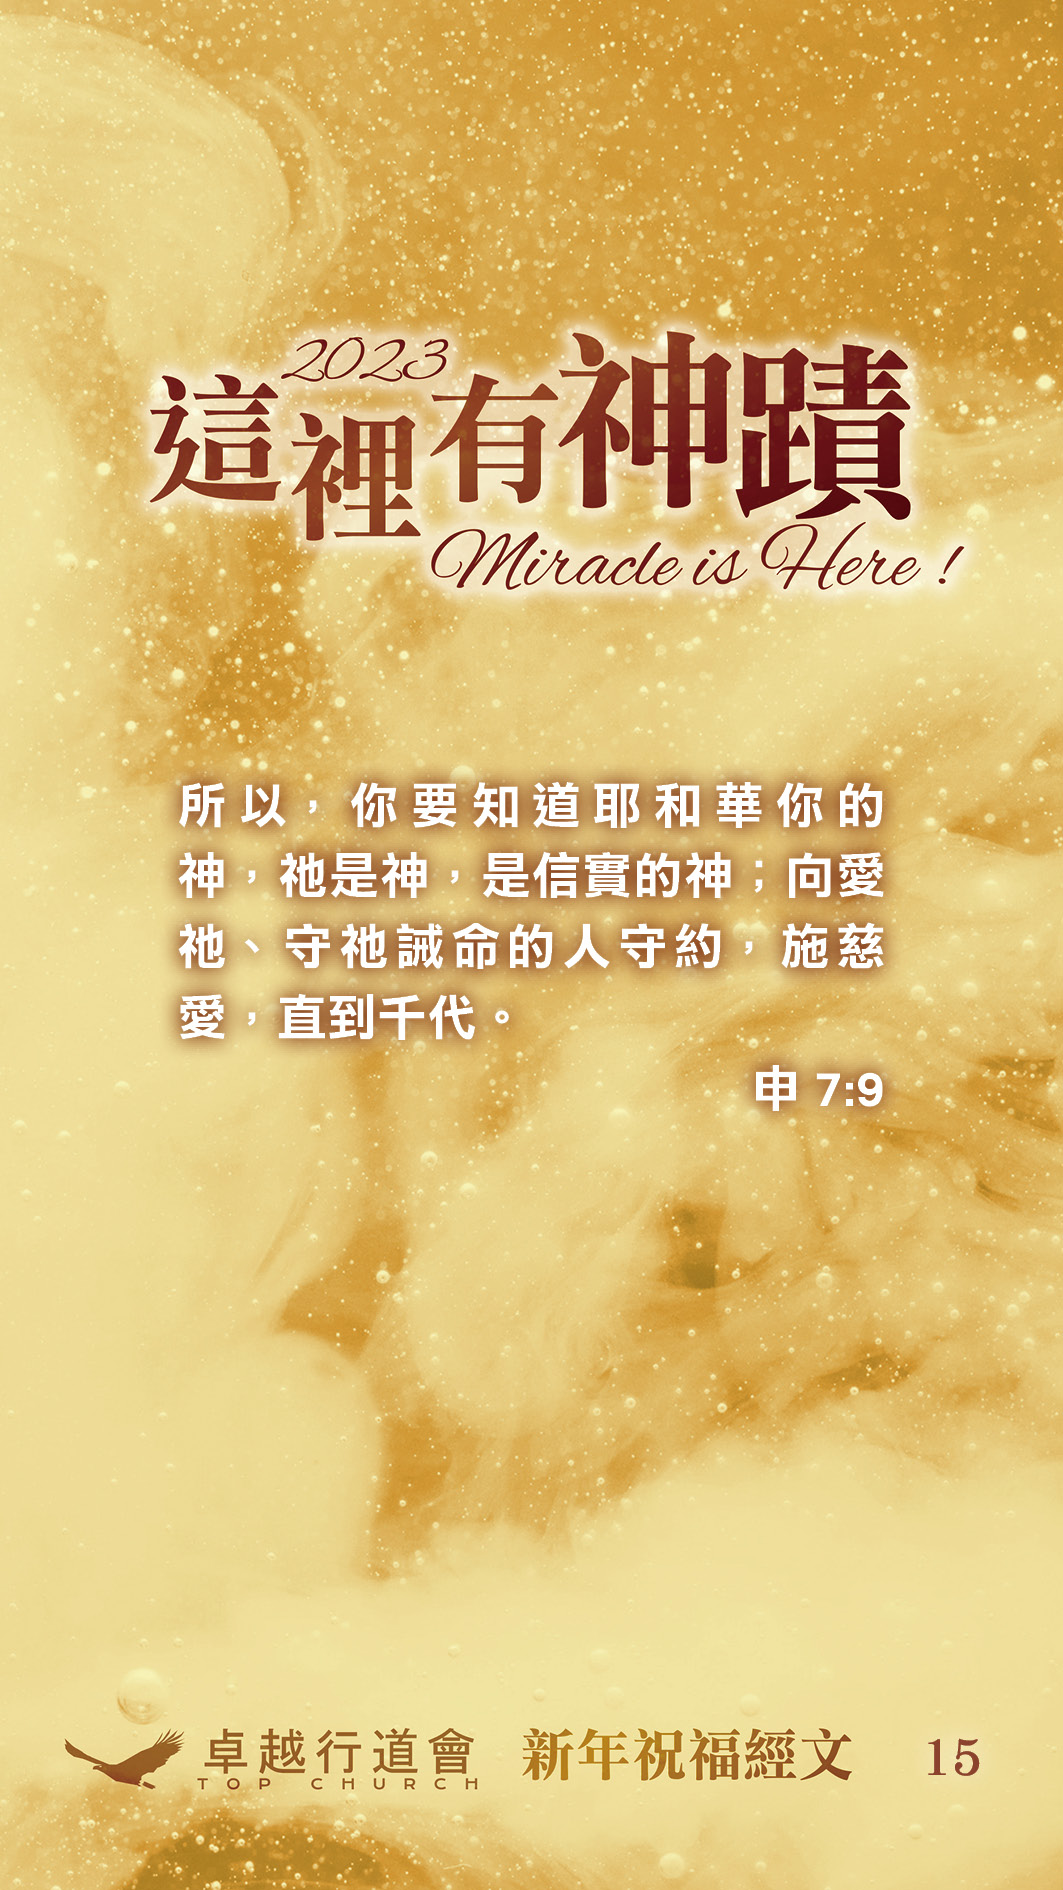 2023
這裡有神蹟
Miracle is Here !
所以，你要知道耶和華你的
神，祂是神，是信實的神；向愛
祂、守祂誡命的人守約，施慈
愛，直到千代。
申 7:9
卓越行道會
TOP CHURCH
新年祝福經文
15